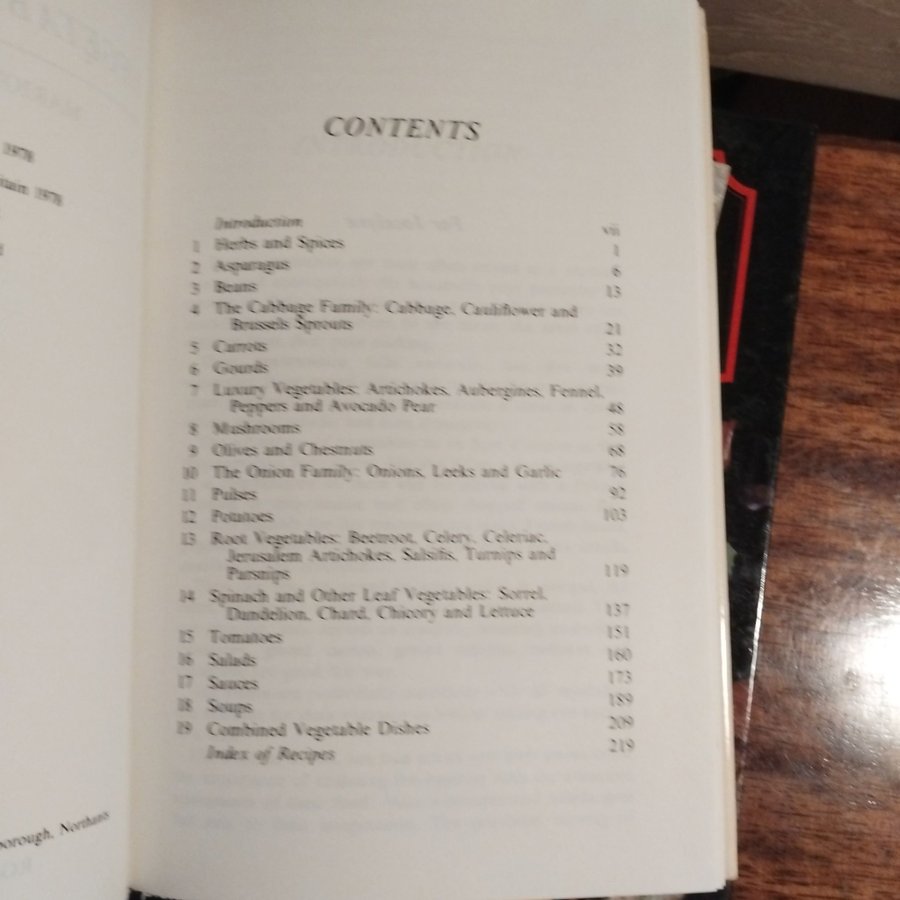 1978
1978
borough, Northants
CONTENTS
Introduction vii
1 Herbs and Spices 1
2 Asparagus 6
3 Beans 13
4 The Cabbage Family: Cabbage, Cauliflower and
Brussels Sprouts 21
5 Carrots 32
6 Gourds 39
7 Luxury Vegetables: Artichokes, Aubergines, Fennel,
Peppers and Avocado Pear 48
8 Mushrooms 58
9 Olives and Chestnuts 68
10 The Onion Family: Onions, Leeks and Garlic 76
11 Pulses 92
12 Potatoes 103
13 Root Vegetables: Beetroot, Celery, Celeriac,
Jerusalem Artichokes, Salsifis, Turnips and
Parsnips 119
14 Spinach and Other Leaf Vegetables: Sorrel,
Dandelion, Chard, Chicory and Lettuce 137
15 Tomatoes 151
16 Salads 160
17 Sauces 173
18 Soups 189
19 Combined Vegetable Dishes 209
Index of Recipes 219